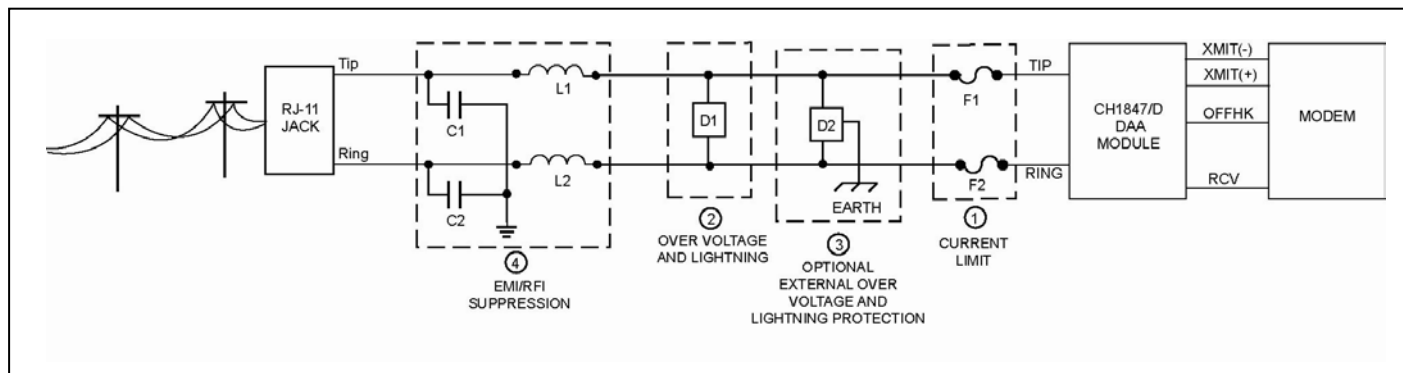 Tip
RJ-11
JACK
Ring
C1
C2
L1
L2
4
EMI/RFI
SUPPRESSION
D1
2
OVER VOLTAGE
AND LIGHTNING
D2
EARTH
3
OPTIONAL
EXTERNAL OVER
VOLTAGE AND
LIGHTNING PROTECTION
F1
F2
1
CURRENT
LIMIT
TIP
RING
CH1847/D
DAA
MODULE
XMIT(-)
XMIT(+)
OFFHK
RCV
MODEM